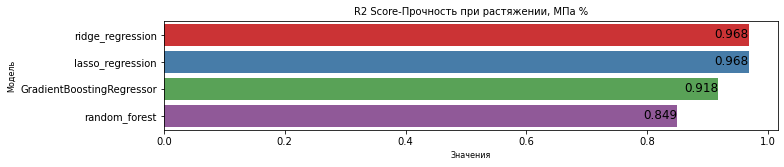 R2 Score-Прочность при растяжении, МПа %
Модель
ridge_regression 0.968
lasso_regression 0.968
GradientBoostingRegressor 0.918
random_forest 0.849
0.0 0.2 0.4 0.6 0.8 1.0
Значения